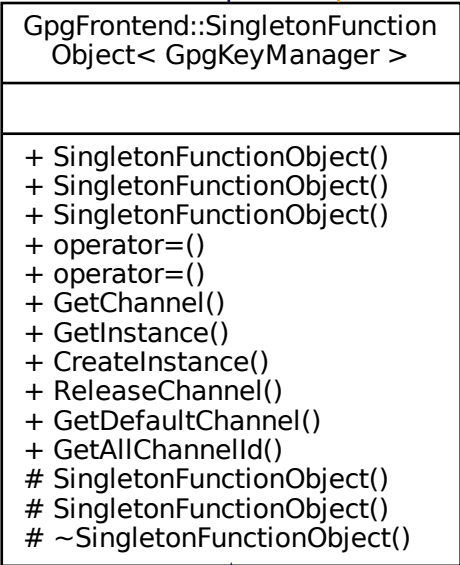 GpgFrontend::SingletonFunction
Object< GpgKeyManager >
+ SingletonFunctionObject()
+ SingletonFunctionObject()
+ SingletonFunctionObject()
+ operator=()
+ operator=()
+ GetChannel()
+ GetInstance()
+ CreateInstance()
+ ReleaseChannel()
+ GetDefaultChannel()
+ GetAllChannelId()
# SingletonFunctionObject()
# SingletonFunctionObject()
# ~SingletonFunctionObject()